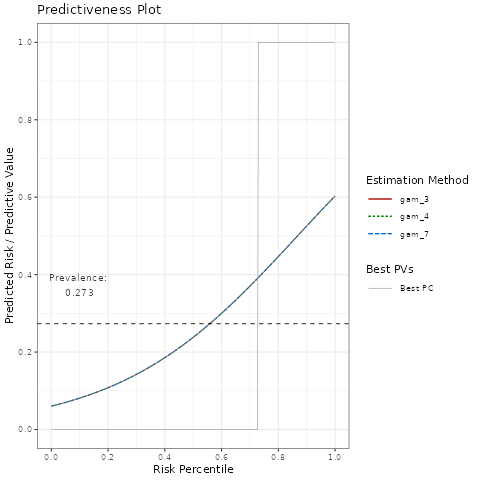 Predictiveness Plot
Predicted Risk / Predictive Value
1.0
0.8
0.6
0.4
0.2
0.0
Prevalence:
0.273
0.0 0.2 0.4 0.6 0.8 1.0
Risk Percentile
Estimation Method
gam_3
gam_4
gam_7
Best PVs
Best PC